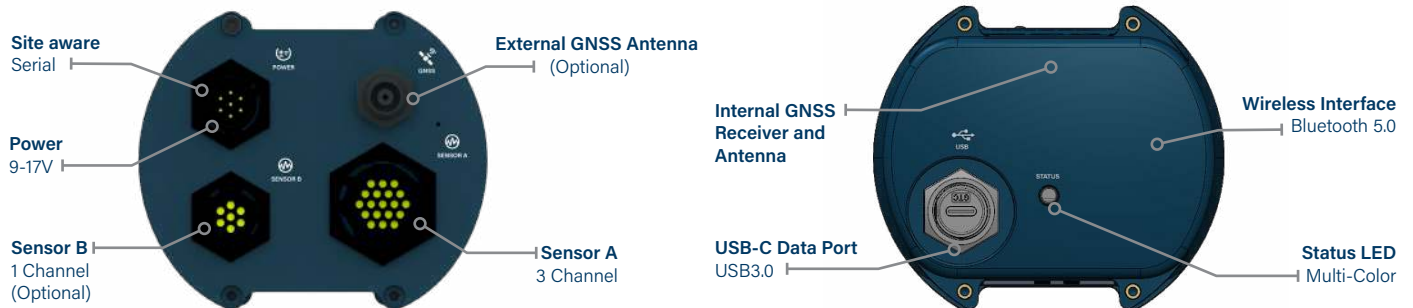 Site aware
Serial
Power
9-17V
Sensor B
1 Channel
(Optional)
POWER
GNSS
SENSOR A
SENSOR B
External GNSS Antenna
(Optional)
Sensor A
3 Channel
Internal GNSS
Receiver and
Antenna
USB-C Data Port
USB3.0
USB
STATUS
Wireless Interface
Bluetooth 5.0
Status LED
Multi-Color